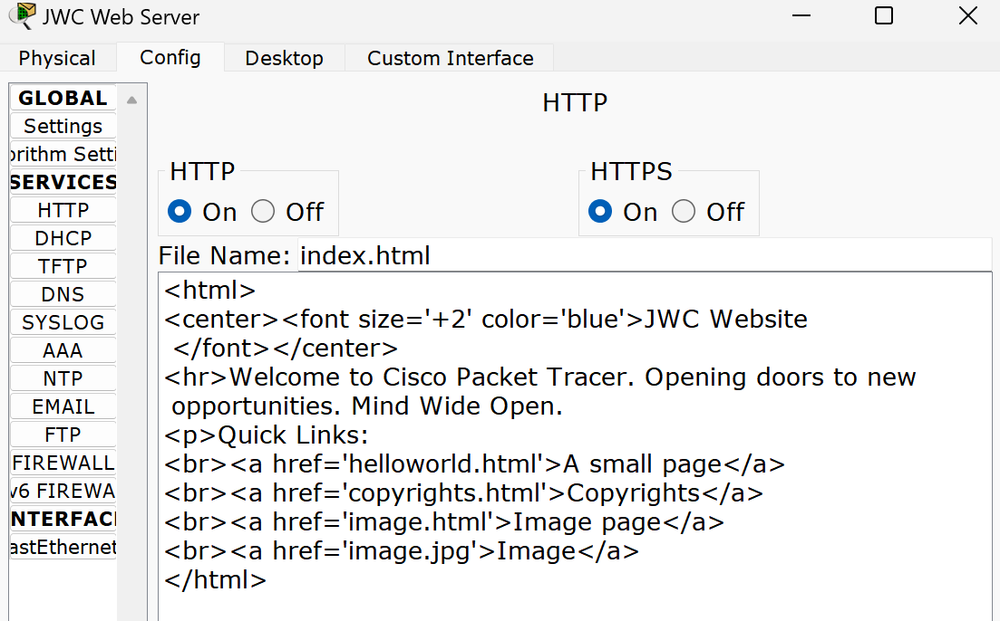 JWC Web Server
Physical Config Desktop Custom Interface
GLOBAL
Settings
orithm Setti
SERVICES
HTTP
DHCP
TFTP
DNS
SYSLOG
AAA
NTP
EMAIL
FTP
FIREWALL
v6 FIREWA
NTERFAC
astEthernet
HTTP
HTTP
On Off
HTTPS
On Off
File Name: index.html
<html>
<center><font size='+2' color='blue'>JWC Website
</font></center>
<hr>Welcome to Cisco Packet Tracer. Opening doors to new
opportunities. Mind Wide Open.
<p>Quick Links:
<br><a href='helloworld.html'>A small page</a>
<br><a href='copyrights.html'>Copyrights</a>
<br><a href='image.html'>Image page</a>
<br><a href='image.jpg'>Image</a>
</html>